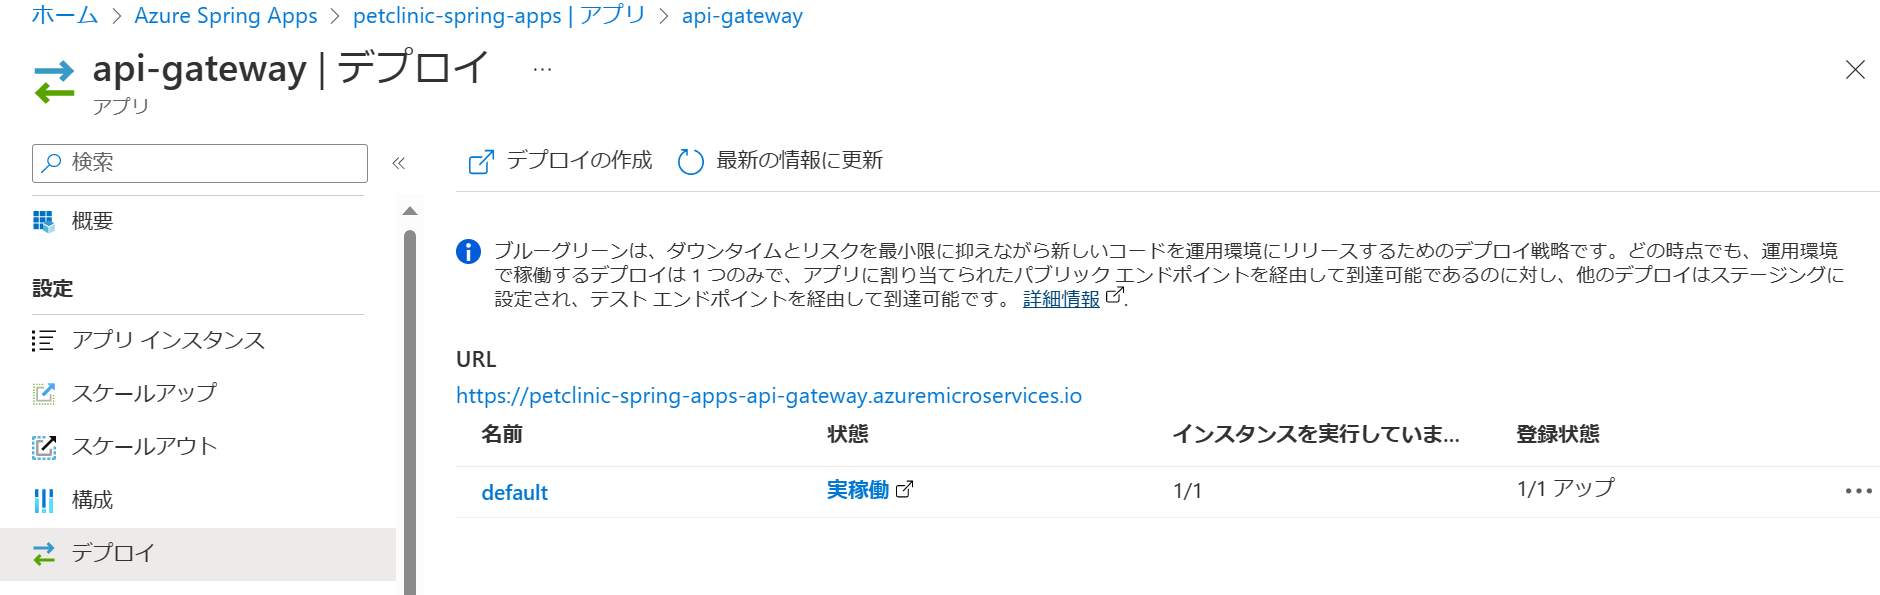 ホーム > Azure Spring Apps > petclinic-spring-apps | アプリ > api-gateway
api-gateway | デプロイ ...
アプリ
検索
«
デプロイの作成
最新の情報に更新
概要
設定
アプリ インスタンス
スケールアップ
スケールアウト
構成
デプロイ
ブルーグリーンは、ダウンタイムとリスクを最小限に抑えながら新しいコードを運用環境にリリースするためのデプロイ戦略です。どの時点でも、運用環境
で稼働するデプロイは 1 つのみで、アプリに割り当てられたパブリック エンドポイントを経由して到達可能であるのに対し、他のデプロイはステージングに
設定され、テスト エンドポイントを経由して到達可能です。 詳細情報.
URL
https://petclinic-spring-apps-api-gateway.azuremicroservices.io
名前 状態 インスタンスを実行していま... 登録状態
default 実稼働 1/1 1/1 アップ ...